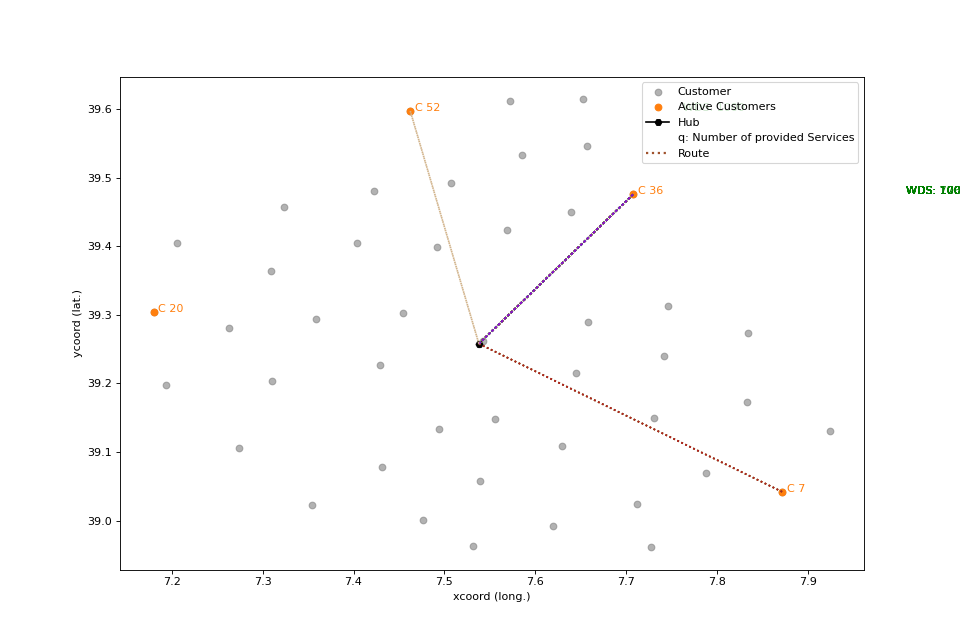 Customer
Active Customers
Hub
q: Number of provided Services
Route
C 52
C 36
C 20
C 7
WDS:
39.6
39.5
39.4
39.3
39.2
39.1
39.0
ycoord (lat.)
7.2 7.3 7.4 7.5 7.6 7.7 7.8 7.9
xcoord (long.)